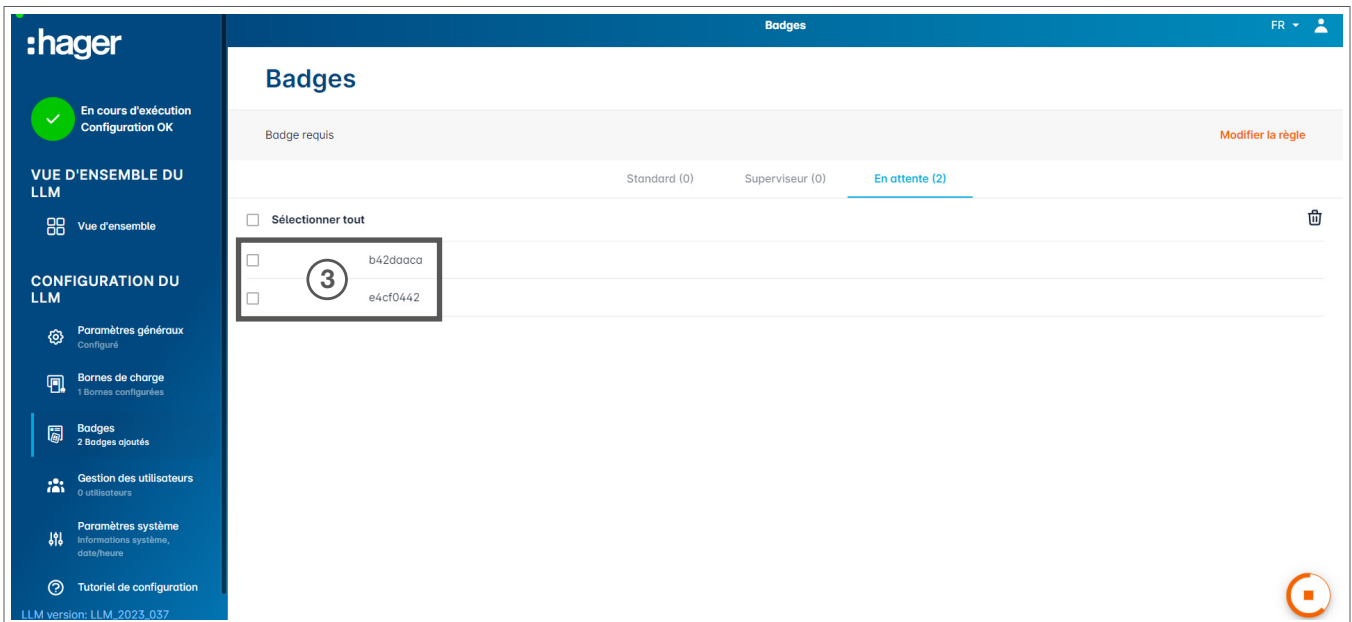 :hager
Badges
FR
En cours d'exécution
Configuration OK
VUE D'ENSEMBLE DU
LLM
Vue d'ensemble
CONFIGURATION DU
LLM
Paramètres généraux
Configuré
Bornes de charge
1 Bornes configurées
Badges
2 Badges ajoutés
Gestion des utilisateurs
0 utilisateurs
Paramètres système
Informations système,
date/heure
Tutoriel de configuration
LLM version: LLM_2023_037
Badges
Badge requis
Modifier la règle
Standard (0)
Superviseur (0)
En attente (2)
Sélectionner tout
b42daaca
3
e4cf0442